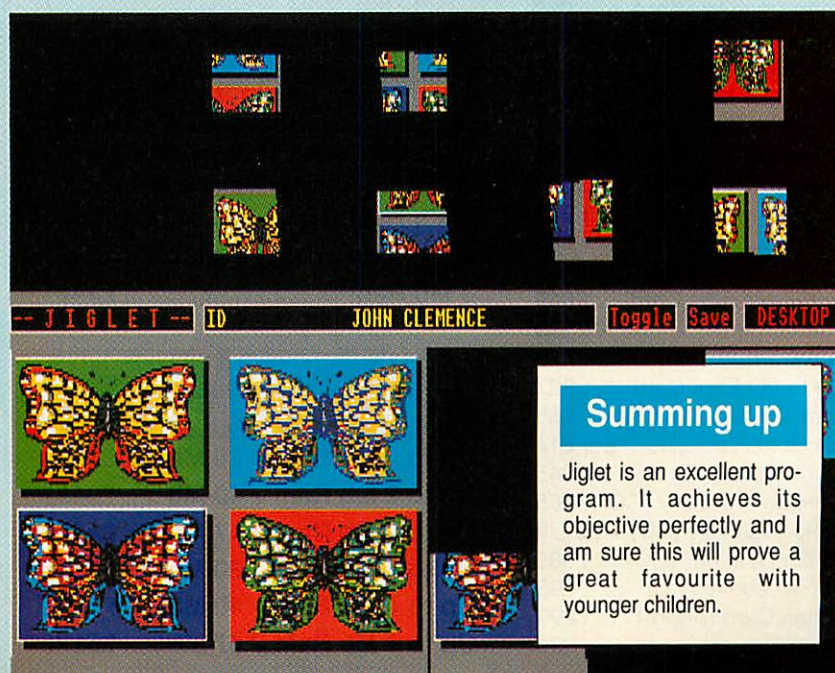 -- J I G L E T -- ID JOHN CLEMENCE Toggle Save DESKTOP
Summing up
Jiglet is an excellent pro-
gram. It achieves its
objective perfectly and I
am sure this will prove a
great favourite with
younger children.